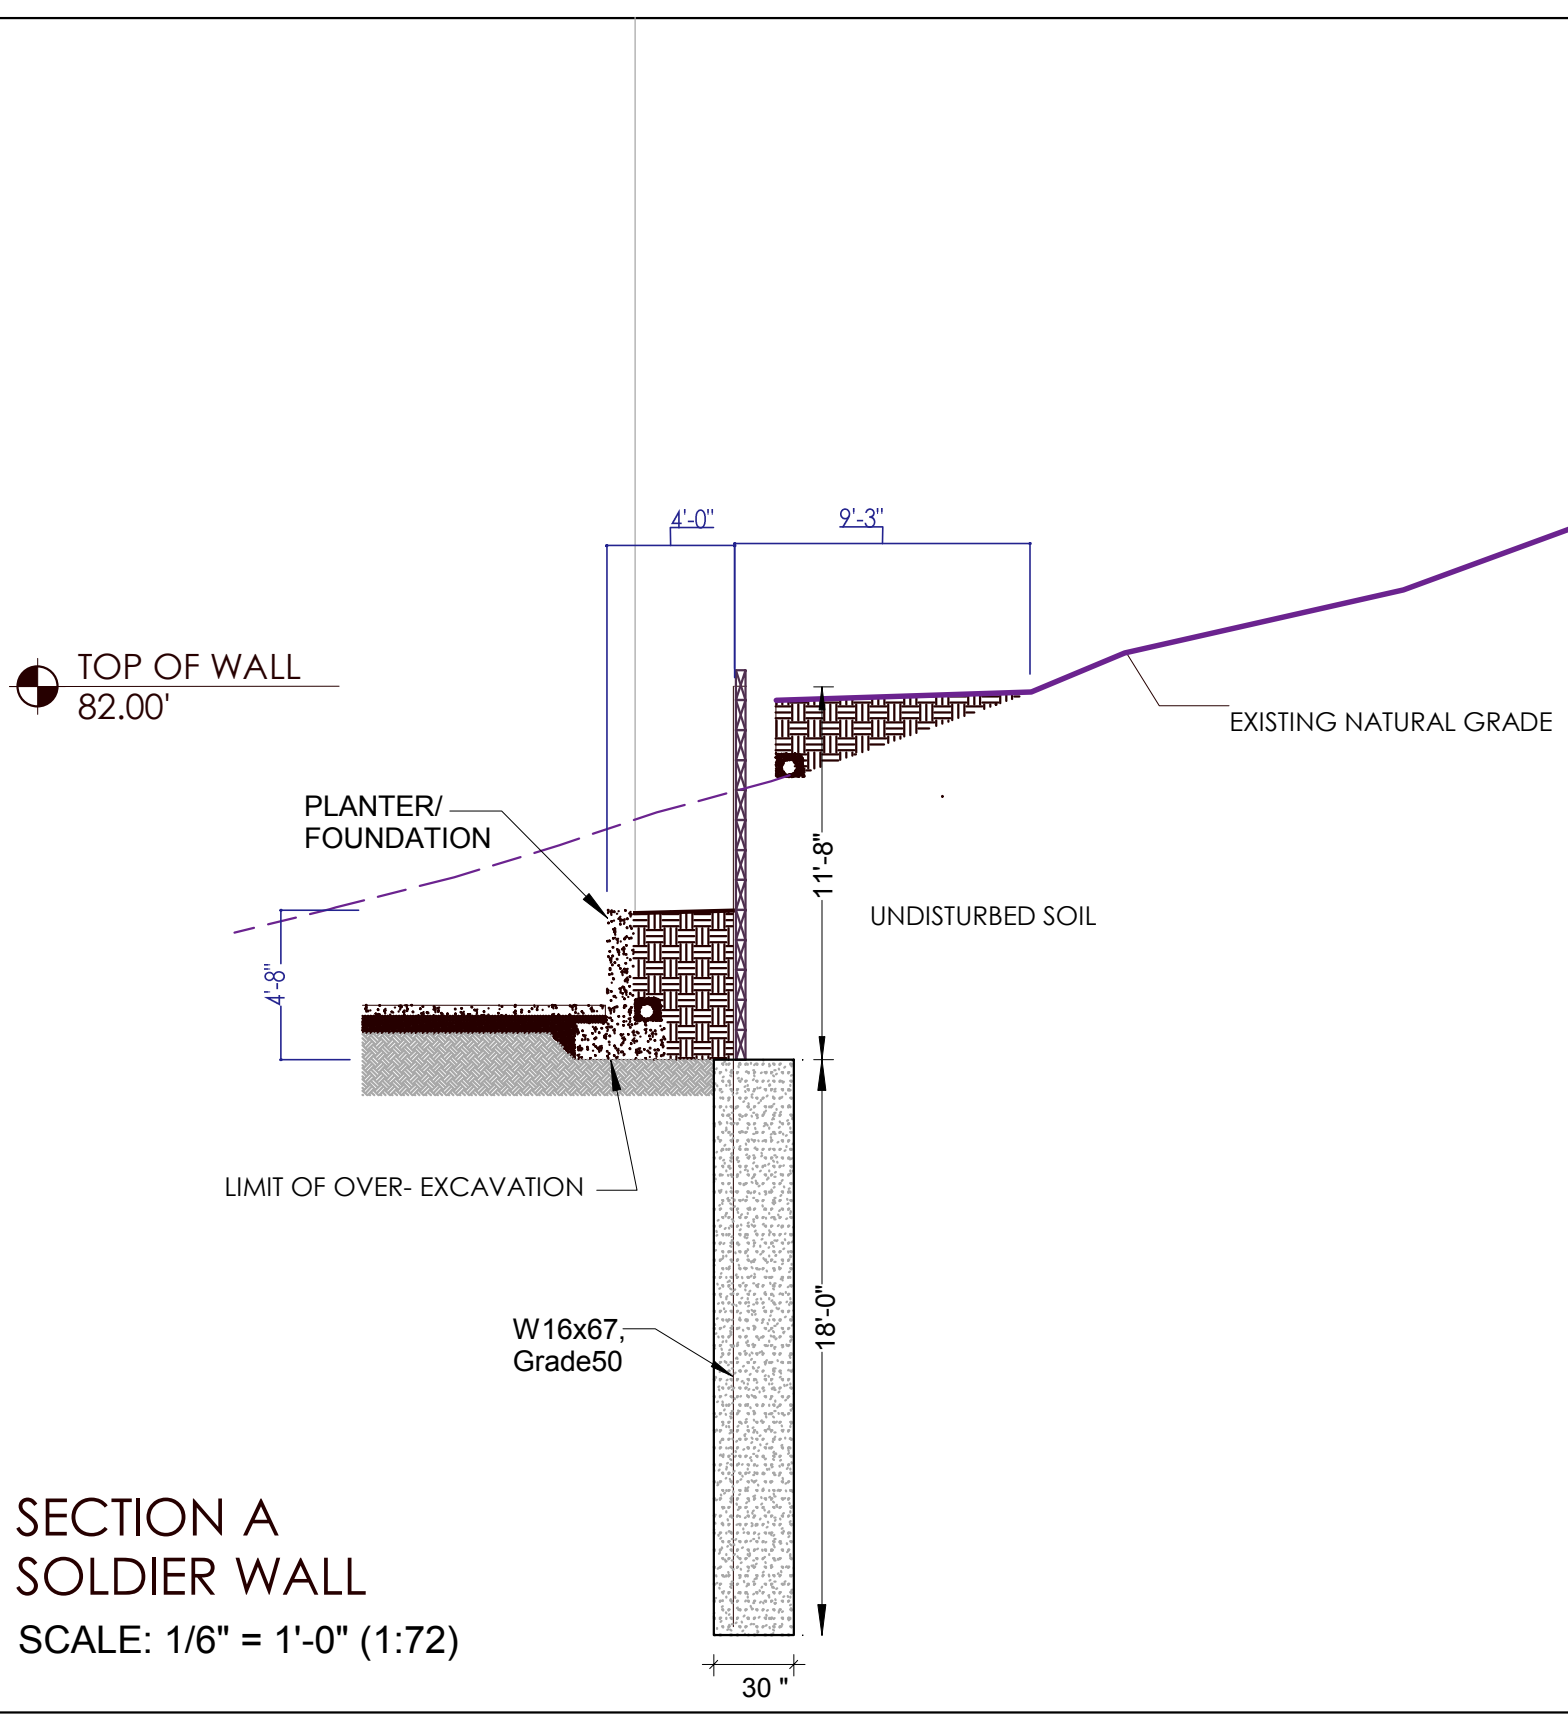 4'-0"
9'-3"
TOP OF WALL
82.00'
EXISTING NATURAL GRADE
PLANTER/
FOUNDATION
11'-8"
UNDISTURBED SOIL
4'-8"
LIMIT OF OVER- EXCAVATION
18'-0"
W16x67,
Grade50
SECTION A
SOLDIER WALL
SCALE: 1/6" = 1'-0" (1:72)
30 "